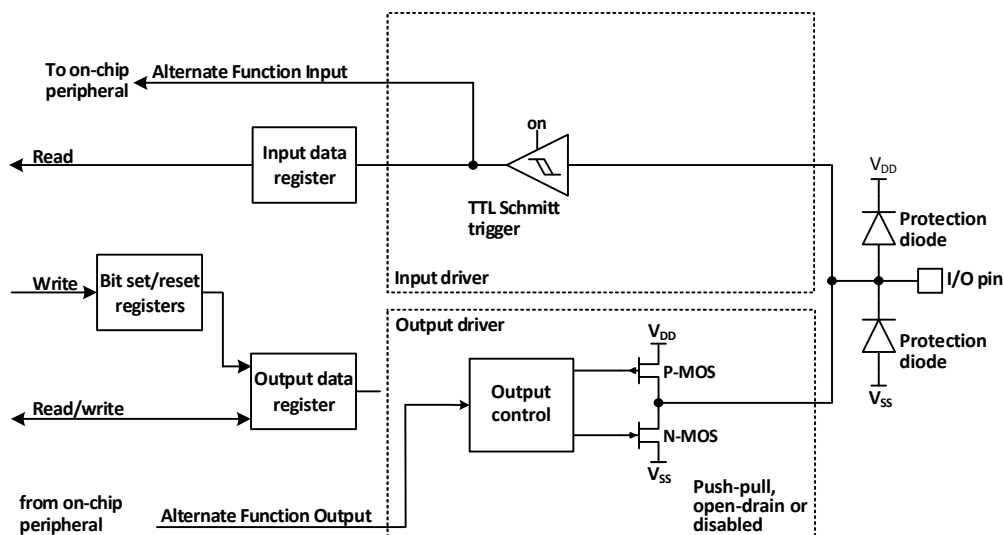 To on-chip
peripheral
Alternate Function Input
on
Read
Input data
register
TTL Schmitt
trigger
V_DD
Protection
diode
Write
Bit set/reset
registers
Input driver
I/O pin
Output driver
V_DD
P-MOS
Protection
diode
Output data
register
Output
control
V_SS
Read/write
N-MOS
V_SS
from on-chip
peripheral
Alternate Function Output
Push-pull,
open-drain or
disabled